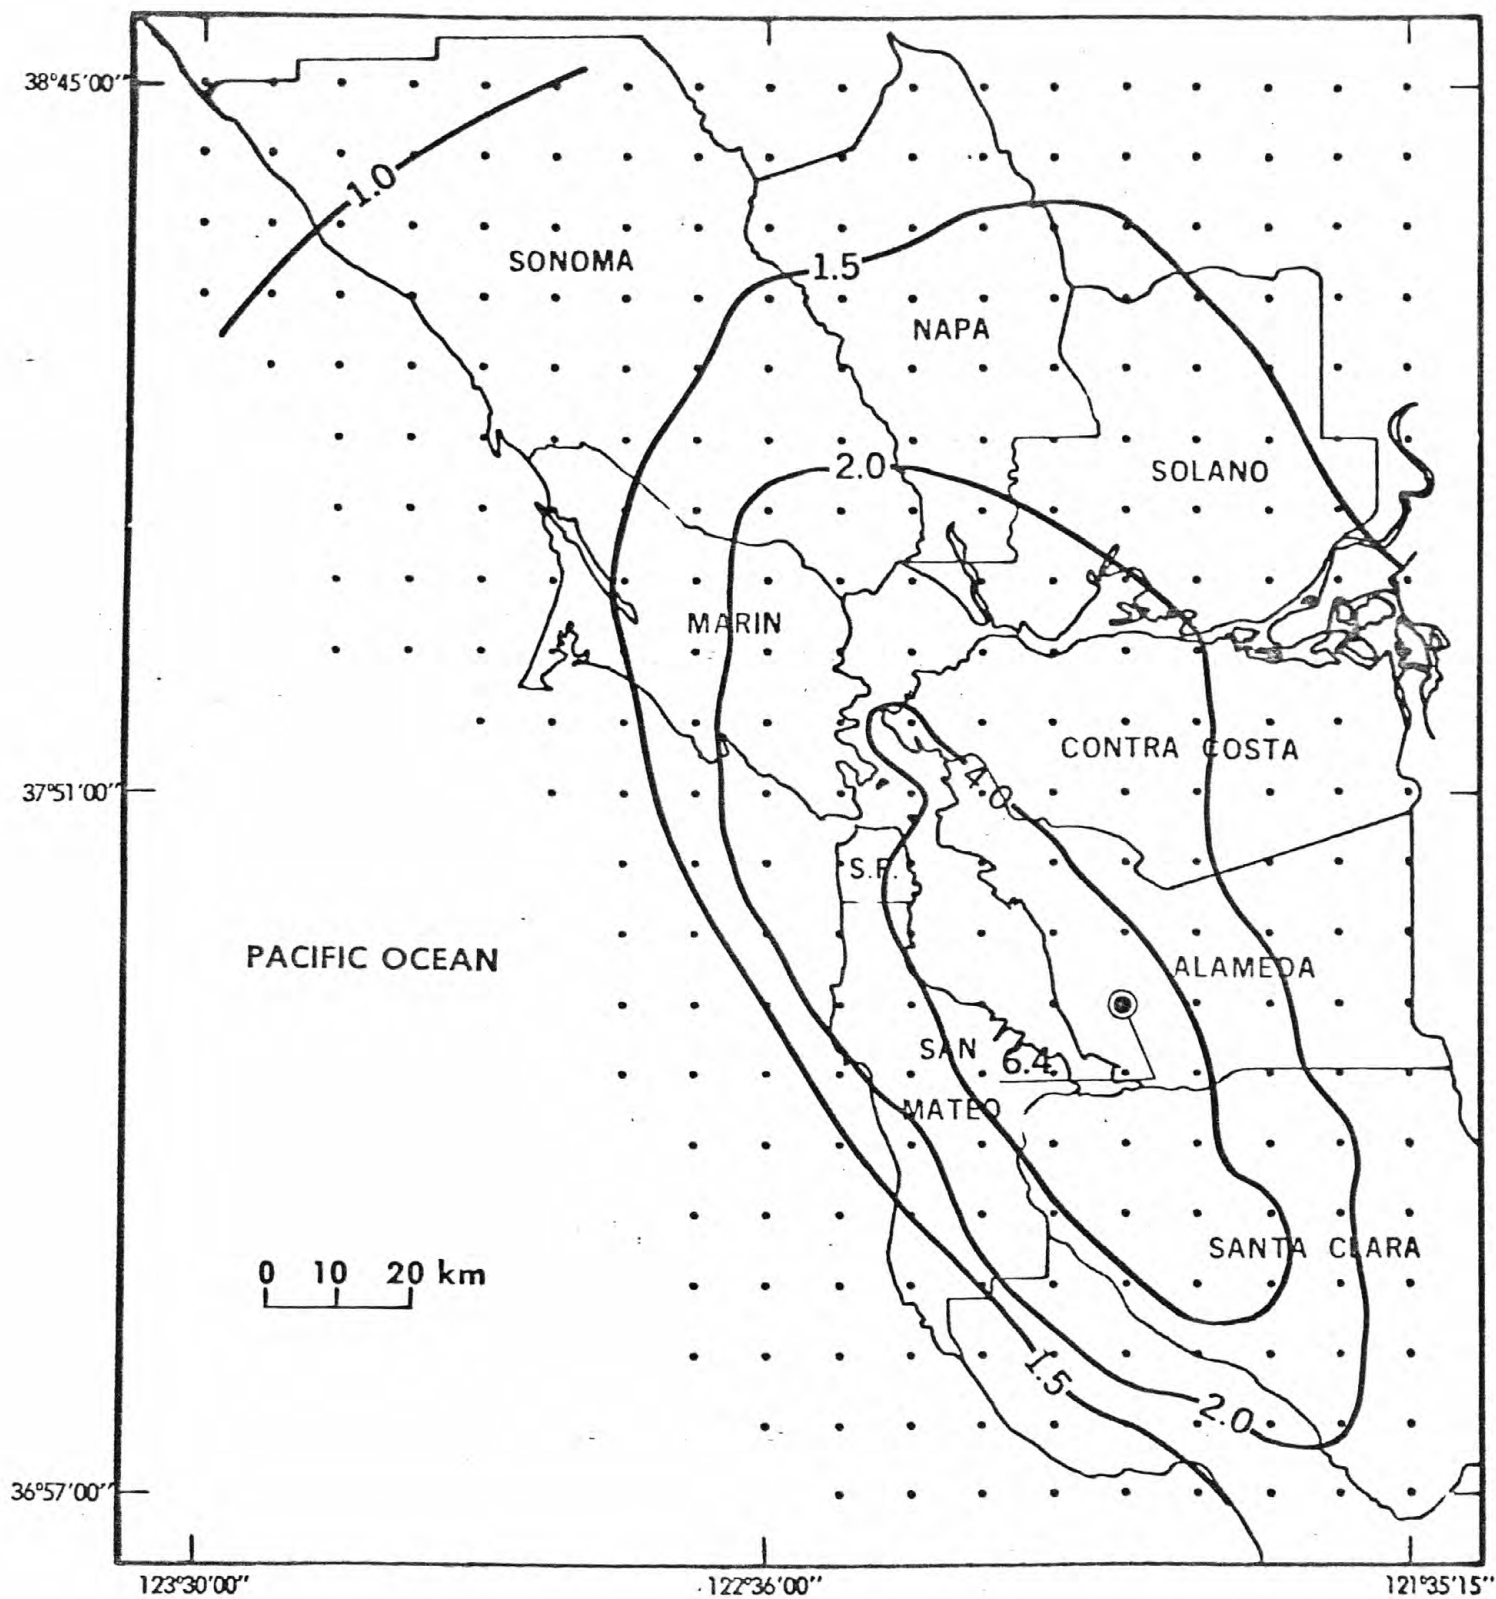 38°45'00"
1.0
SONOMA
1.5
NAPA
2.0
SOLANO
MARIN
CONTRA COSTA
4.0
37°51'00"
S.F.
PACIFIC OCEAN
ALAMEDA
SAN
6.4
MATEO
SANTA CLARA
0 10 20 km
1.5
2.0
36°57'00"
123°30'00" 122°36'00" 121°35'15"